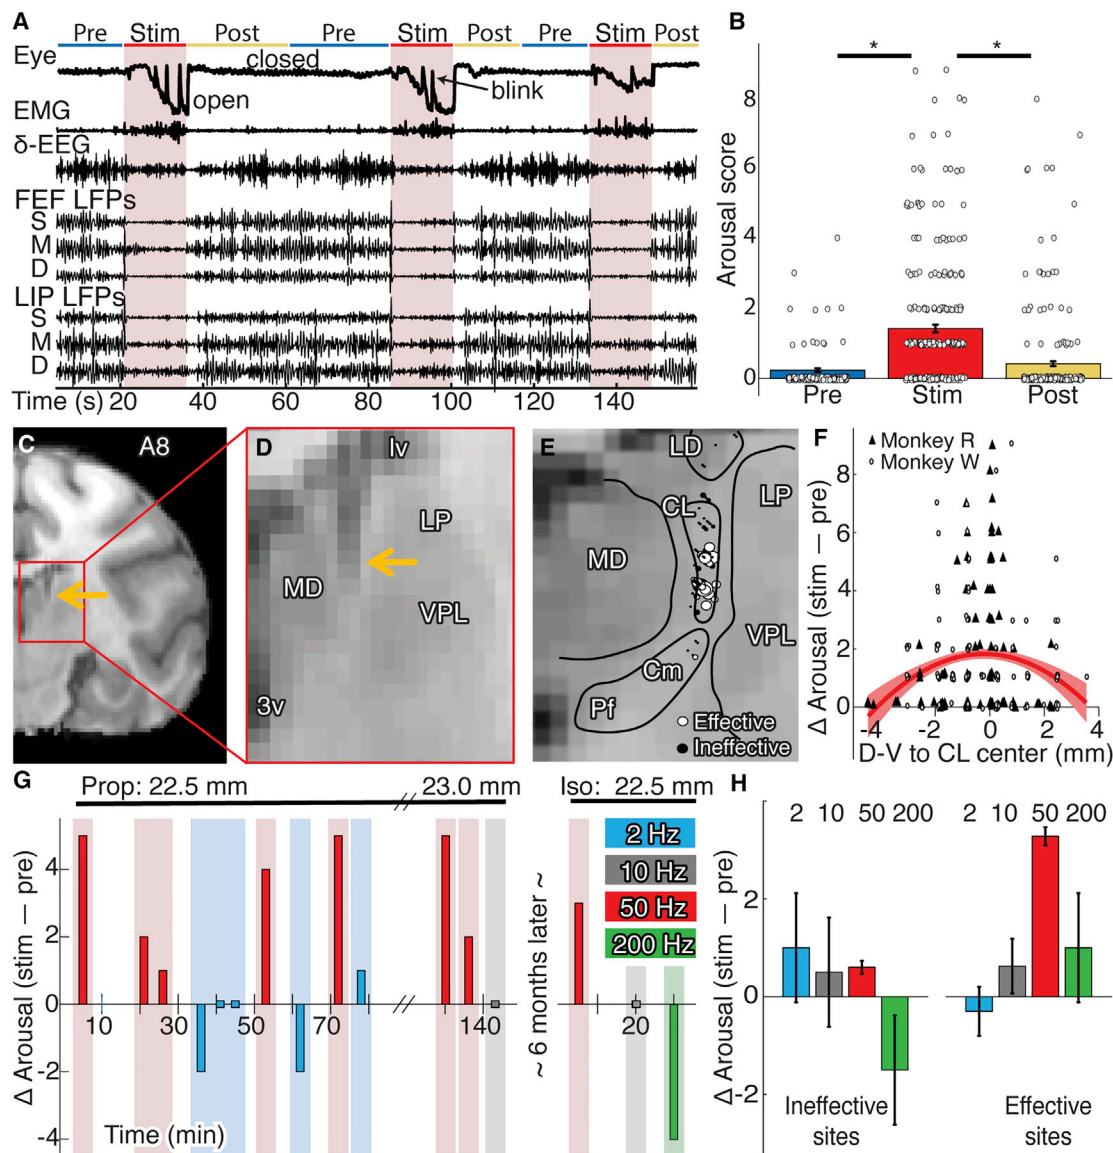 A
Pre Stim Post Pre Stim Post Pre Stim Post
Eye
closed
open
blink
EMG
δ-EEG
FEF LFPs
S
M
D
LIP LFPs
S
M
D
Time (s) 20 40 60 80 100 120 140
B
* *
Arousal score
8
6
4
2
0
Pre Stim Post
C
A8
D
lv
LP
MD
VPL
3v
E
LD
CL
LP
MD
VPL
Cm
Pf
Effective
Ineffective
F
Monkey R
Monkey W
Δ Arousal (stim — pre)
8
6
4
2
0
-4 -2 0 2 4
D-V to CL center (mm)
G
Prop: 22.5 mm 23.0 mm Iso: 22.5 mm
Δ Arousal (stim — pre)
4
2
0
-2
-4
10 30 50 70 140 20
Time (min)
~ 6 months later ~
2 Hz
10 Hz
50 Hz
200 Hz
H
2 10 50 200 2 10 50 200
Δ Arousal (stim — pre)
2
0
-2
Ineffective Effective
sites sites